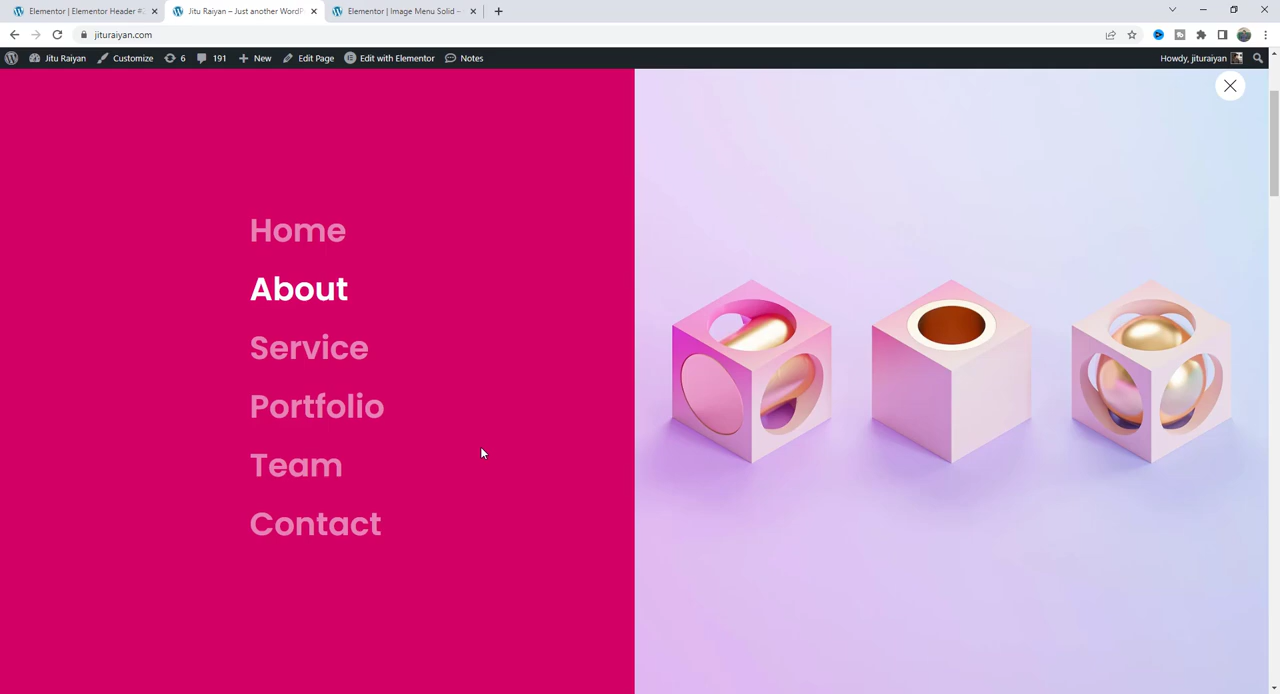 Elementor | Elementor Header #
Jitu Raiyan – Just another WordP
Elementor | Image Menu Solid –
jituraiyan.com
Jitu Raiyan
Customize
6
191
New
Edit Page
Edit with Elementor
Notes
Howdy, jituraiyan
Home
About
Service
Portfolio
Team
Contact